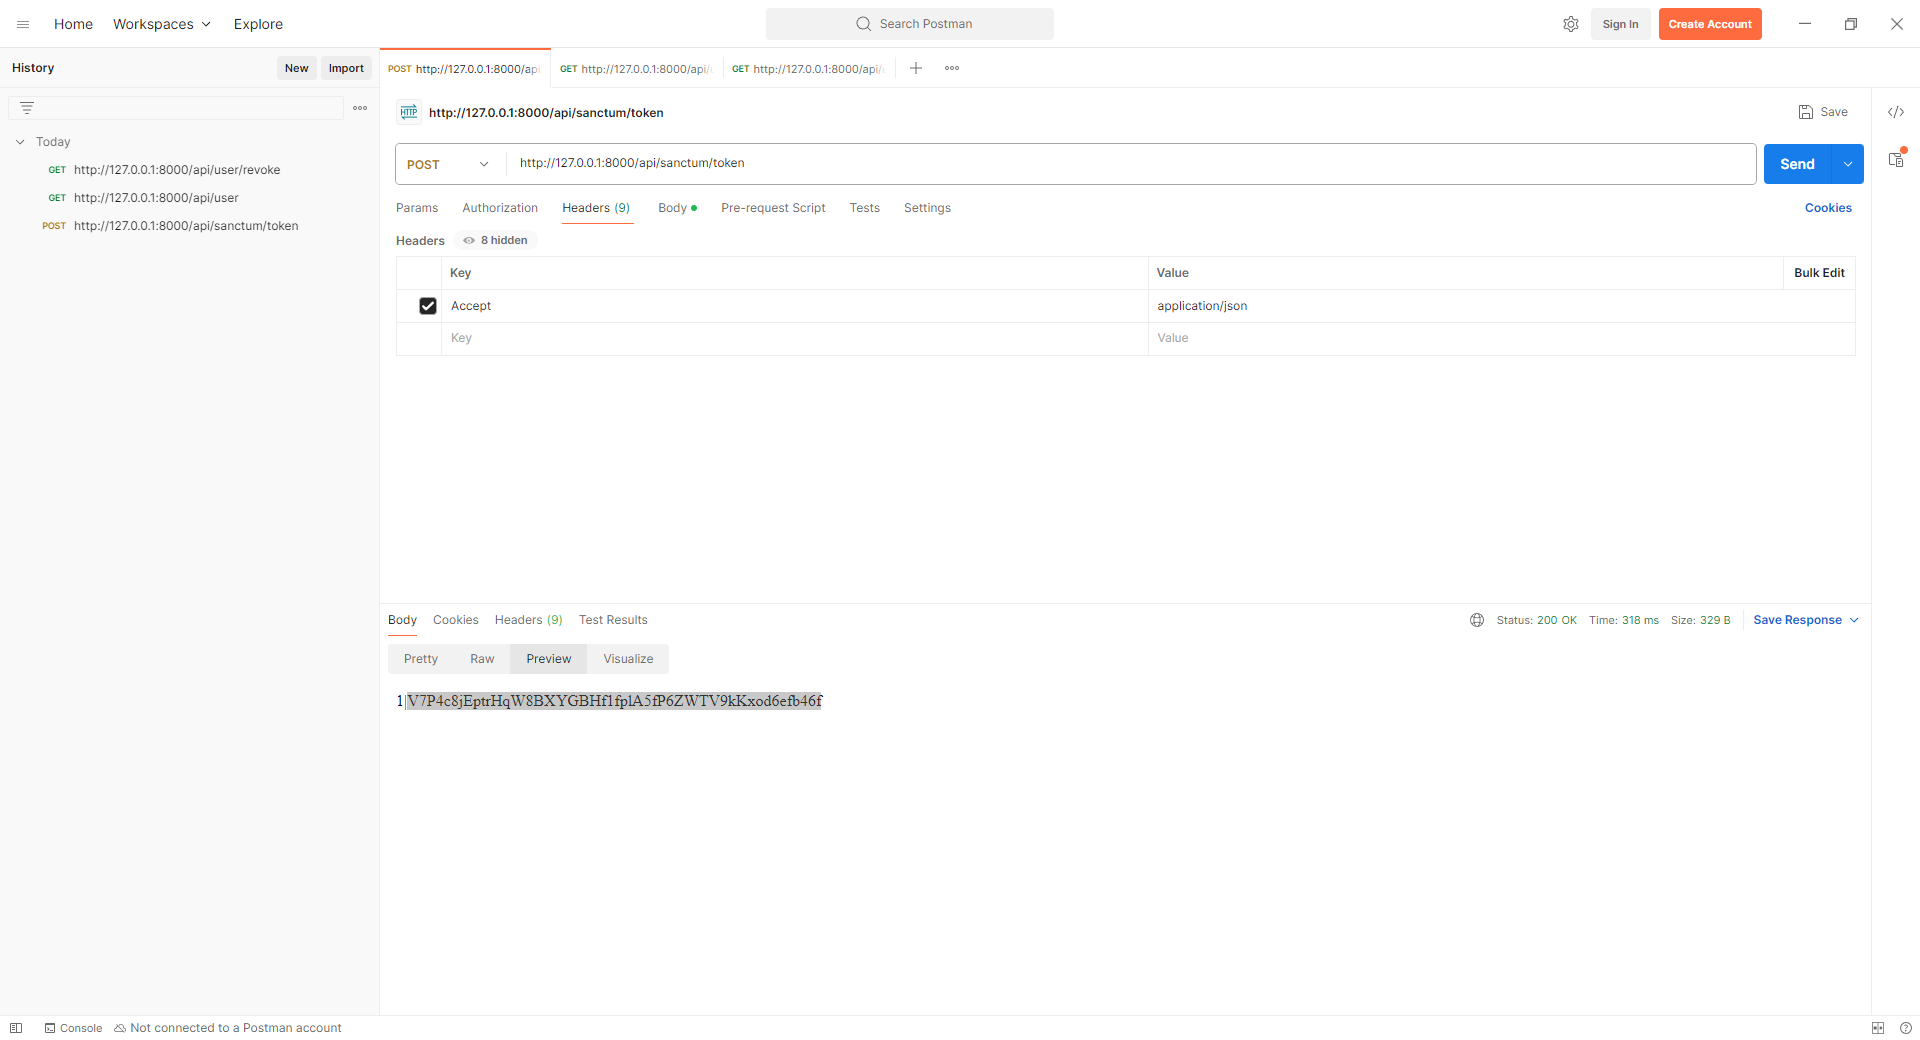 Home Workspaces Explore Search Postman Sign In Create Account
History New Import
POST http://127.0.0.1:8000/api GET http://127.0.0.1:8000/api/ GET http://127.0.0.1:8000/api/
HTTP http://127.0.0.1:8000/api/sanctum/token Save
Today
GET http://127.0.0.1:8000/api/user/revoke
GET http://127.0.0.1:8000/api/user
POST http://127.0.0.1:8000/api/sanctum/token
POST http://127.0.0.1:8000/api/sanctum/token Send
Params Authorization Headers (9) Body Pre-request Script Tests Settings Cookies
Headers 8 hidden
Key Value Bulk Edit
Accept application/json
Key Value
Body Cookies Headers (9) Test Results Status: 200 OK Time: 318 ms Size: 329 B Save Response
Pretty Raw Preview Visualize
1|V7P4c8jEptrHqW8BXYGBHf1fplA5fP6ZWTV9kKxod6efb46f
Console Not connected to a Postman account